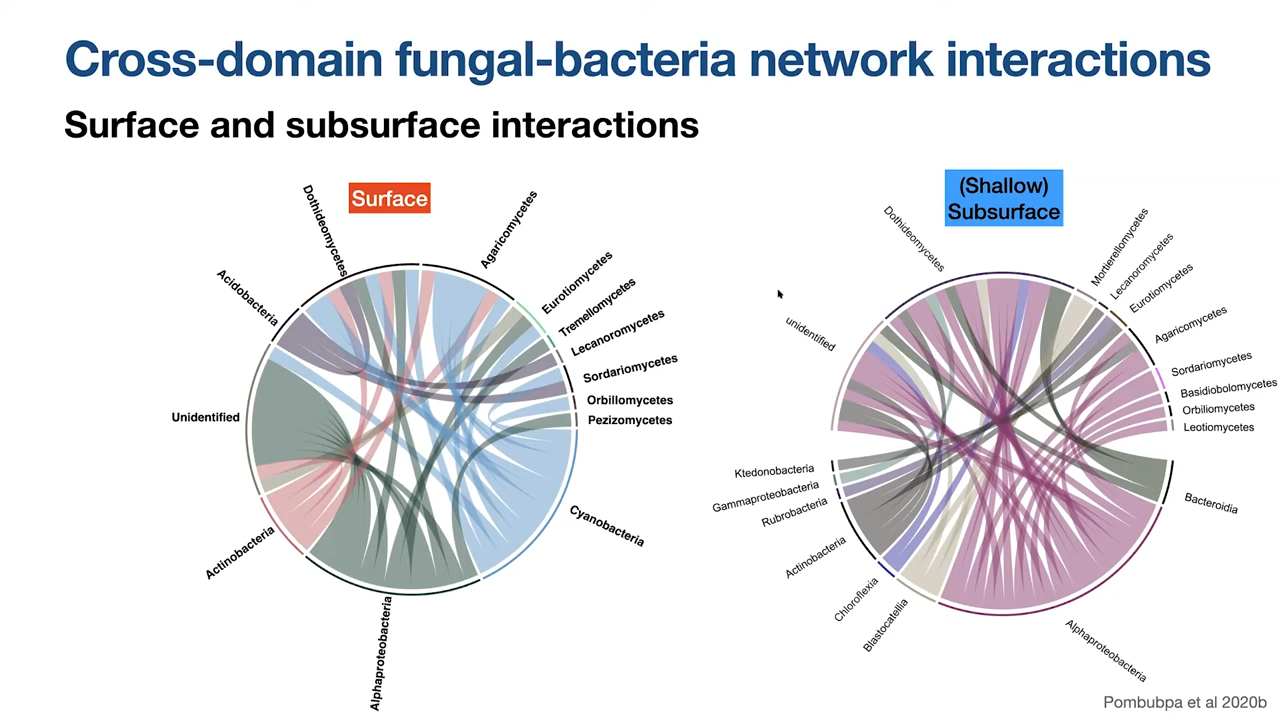 Cross-domain fungal-bacteria network interactions
Surface and subsurface interactions
Surface
Dothideomycetes
Agaricomycetes
Acidobacteria
Eurotiomycetes
Tremellomycetes
Lecanoromycetes
Sordariomycetes
Orbillomycetes
Pezizomycetes
Unidentified
Cyanobacteria
Actinobacteria
Alphaproteobacteria
(Shallow)
Subsurface
Dothideomycetes
Mortierellomycetes
Lecanoromycetes
Eurotiomycetes
unidentified
Agaricomycetes
Sordariomycetes
Basidiobolomycetes
Orbiliomycetes
Leotiomycetes
Ktedonobacteria
Gammaproteobacteria
Rubrobacteria
Bacteroidia
Actinobacteria
Chloroflexia
Blastocatellia
Alphaproteobacteria
Pombubpa et al 2020b